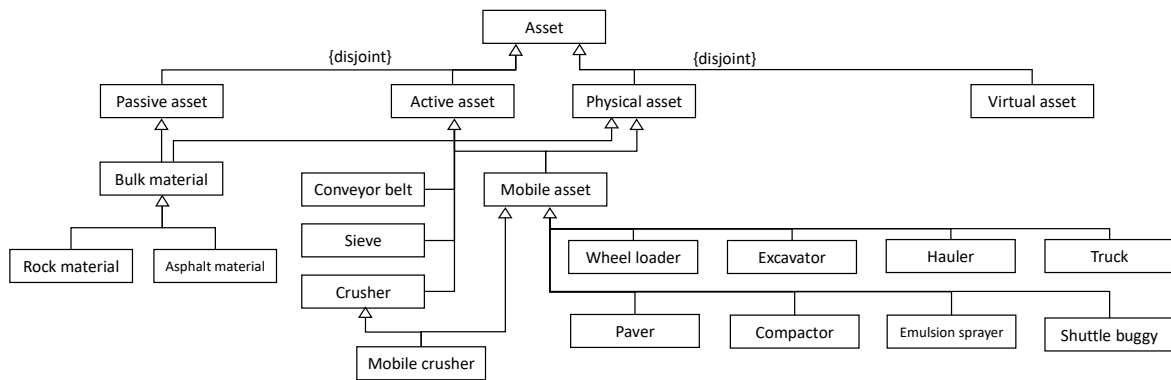 Asset
{disjoint}
{disjoint}
Passive asset
Active asset
Physical asset
Virtual asset
Bulk material
Conveyor belt
Mobile asset
Sieve
Wheel loader
Excavator
Hauler
Truck
Rock material
Asphalt material
Crusher
Paver
Compactor
Emulsion sprayer
Shuttle buggy
Mobile crusher